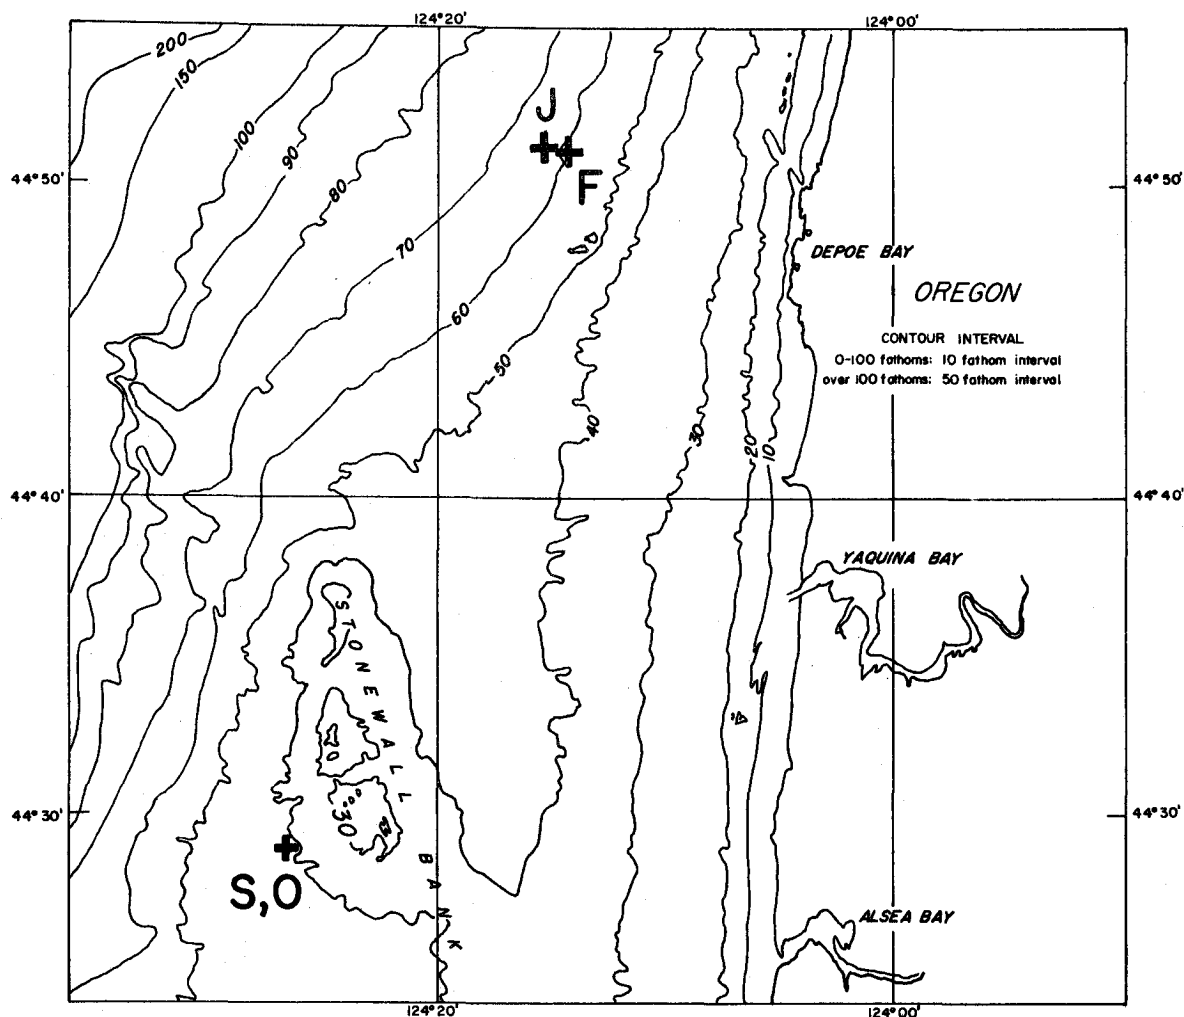 124°20'
124°00'
200
150
100
90
80
70
60
50
40
30
20
10
J
F
44°50'
44°50'
DEPOE BAY
OREGON
CONTOUR INTERVAL
0-100 fathoms: 10 fathom interval
over 100 fathoms: 50 fathom interval
44°40'
44°40'
YAQUINA BAY
STONEWALL BANK
30
44°30'
44°30'
S,O
ALSEA BAY
124°20'
124°00'